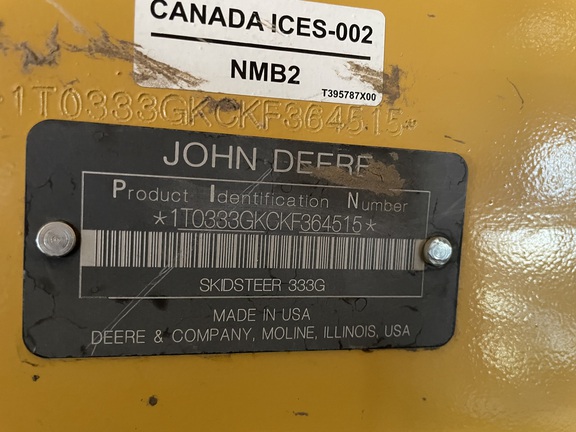 CANADA ICES-002
NMB2
T395787X00
*1T0333GKCKF364515*
JOHN DEERE
Product Identification Number
*1T0333GKCKF364515*
SKIDSTEER 333G
MADE IN USA
DEERE & COMPANY, MOLINE, ILLINOIS, USA